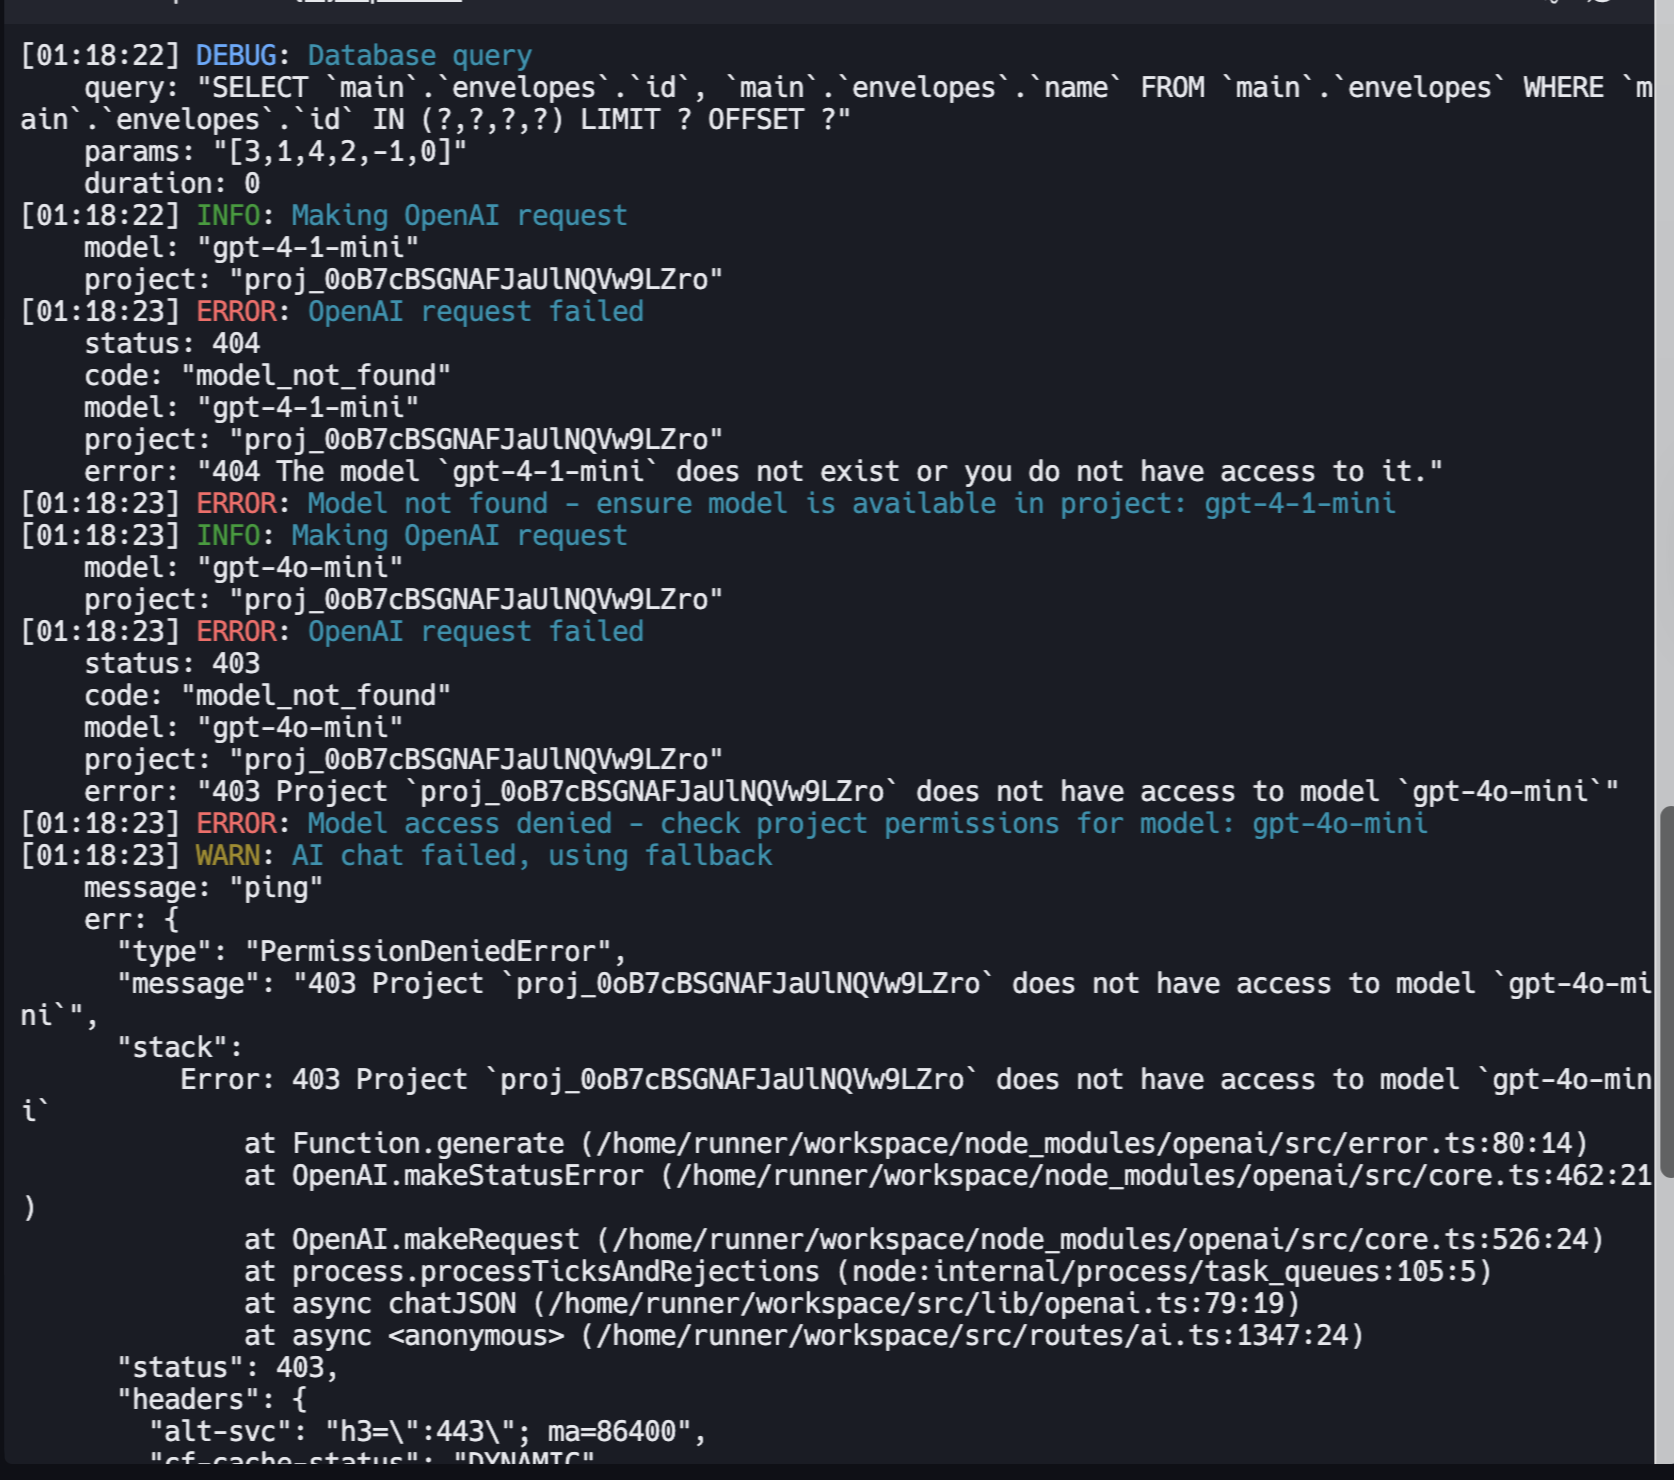 [01:18:22] DEBUG: Database query
query: "SELECT `main`.`envelopes`.`id`, `main`.`envelopes`.`name` FROM `main`.`envelopes` WHERE `m
ain`.`envelopes`.`id` IN (?,?,?,?) LIMIT ? OFFSET ?"
params: "[3,1,4,2,-1,0]"
duration: 0
[01:18:22] INFO: Making OpenAI request
model: "gpt-4-1-mini"
project: "proj_0oB7cBSGNAFJaUlNQVw9LZro"
[01:18:23] ERROR: OpenAI request failed
status: 404
code: "model_not_found"
model: "gpt-4-1-mini"
project: "proj_0oB7cBSGNAFJaUlNQVw9LZro"
error: "404 The model `gpt-4-1-mini` does not exist or you do not have access to it."
[01:18:23] ERROR: Model not found - ensure model is available in project: gpt-4-1-mini
[01:18:23] INFO: Making OpenAI request
model: "gpt-4o-mini"
project: "proj_0oB7cBSGNAFJaUlNQVw9LZro"
[01:18:23] ERROR: OpenAI request failed
status: 403
code: "model_not_found"
model: "gpt-4o-mini"
project: "proj_0oB7cBSGNAFJaUlNQVw9LZro"
error: "403 Project `proj_0oB7cBSGNAFJaUlNQVw9LZro` does not have access to model `gpt-4o-mini`"
[01:18:23] ERROR: Model access denied - check project permissions for model: gpt-4o-mini
[01:18:23] WARN: AI chat failed, using fallback
message: "ping"
err: {
"type": "PermissionDeniedError",
"message": "403 Project `proj_0oB7cBSGNAFJaUlNQVw9LZro` does not have access to model `gpt-4o-mi
ni`",
"stack":
Error: 403 Project `proj_0oB7cBSGNAFJaUlNQVw9LZro` does not have access to model `gpt-4o-min
i`
at Function.generate (/home/runner/workspace/node_modules/openai/src/error.ts:80:14)
at OpenAI.makeStatusError (/home/runner/workspace/node_modules/openai/src/core.ts:462:21
)
at OpenAI.makeRequest (/home/runner/workspace/node_modules/openai/src/core.ts:526:24)
at process.processTicksAndRejections (node:internal/process/task_queues:105:5)
at async chatJSON (/home/runner/workspace/src/lib/openai.ts:79:19)
at async <anonymous> (/home/runner/workspace/src/routes/ai.ts:1347:24)
"status": 403,
"headers": {
"alt-svc": "h3=\":443\"; ma=86400",
"cf-cache-status": "DYNAMIC"